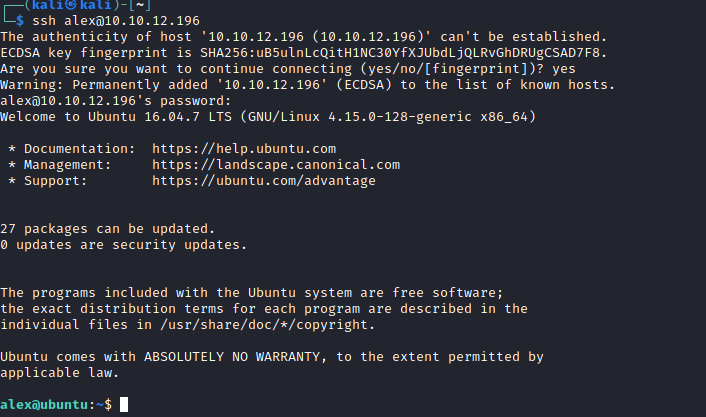 ┌──(kali㉿kali)-[~]
└─$ ssh alex@10.10.12.196
The authenticity of host '10.10.12.196 (10.10.12.196)' can't be established.
ECDSA key fingerprint is SHA256:uB5ulnLcQitH1NC30YfXJUbdLjQLRvGhDRUgCSAD7F8.
Are you sure you want to continue connecting (yes/no/[fingerprint])? yes
Warning: Permanently added '10.10.12.196' (ECDSA) to the list of known hosts.
alex@10.10.12.196's password:
Welcome to Ubuntu 16.04.7 LTS (GNU/Linux 4.15.0-128-generic x86_64)
* Documentation:  https://help.ubuntu.com
* Management:     https://landscape.canonical.com
* Support:        https://ubuntu.com/advantage
27 packages can be updated.
0 updates are security updates.
The programs included with the Ubuntu system are free software;
the exact distribution terms for each program are described in the
individual files in /usr/share/doc/*/copyright.
Ubuntu comes with ABSOLUTELY NO WARRANTY, to the extent permitted by
applicable law.
alex@ubuntu:~$